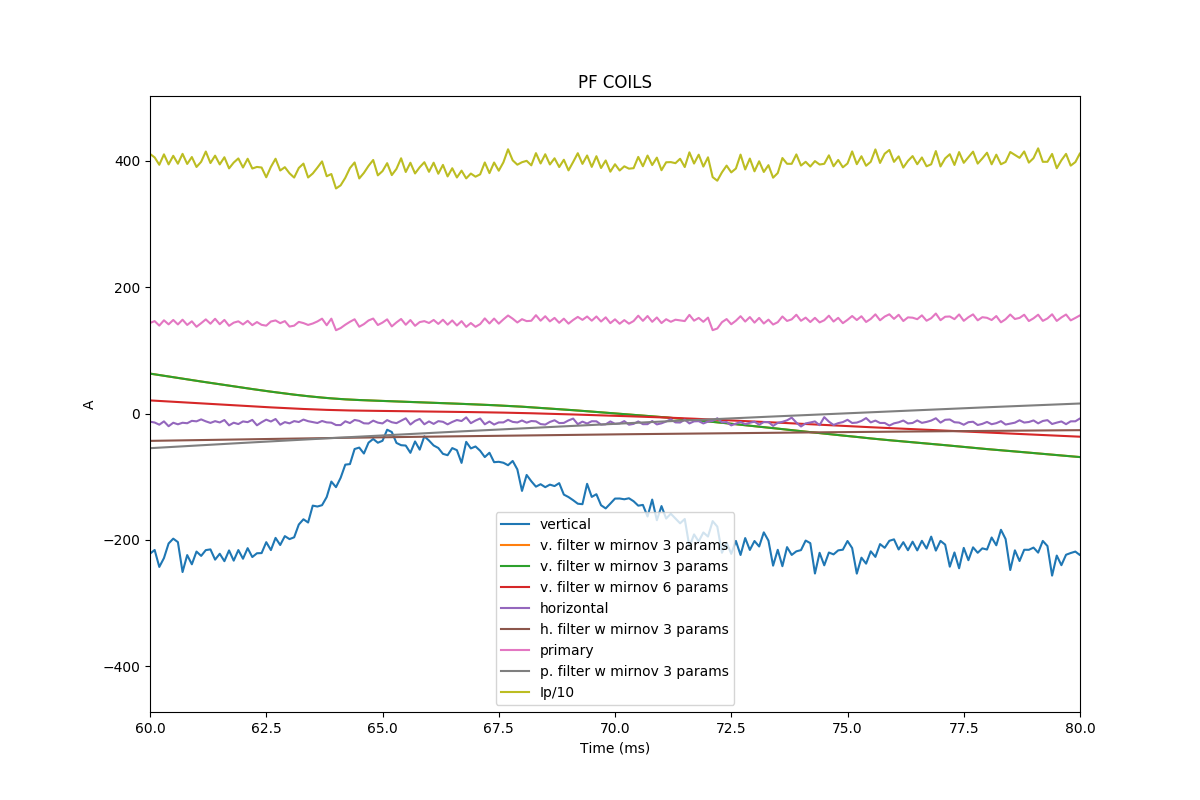 PF COILS
A
400
200
0
−200
−400
vertical
v. filter w mirnov 3 params
v. filter w mirnov 3 params
v. filter w mirnov 6 params
horizontal
h. filter w mirnov 3 params
primary
p. filter w mirnov 3 params
Ip/10
60.0 62.5 65.0 67.5 70.0 72.5 75.0 77.5 80.0
Time (ms)